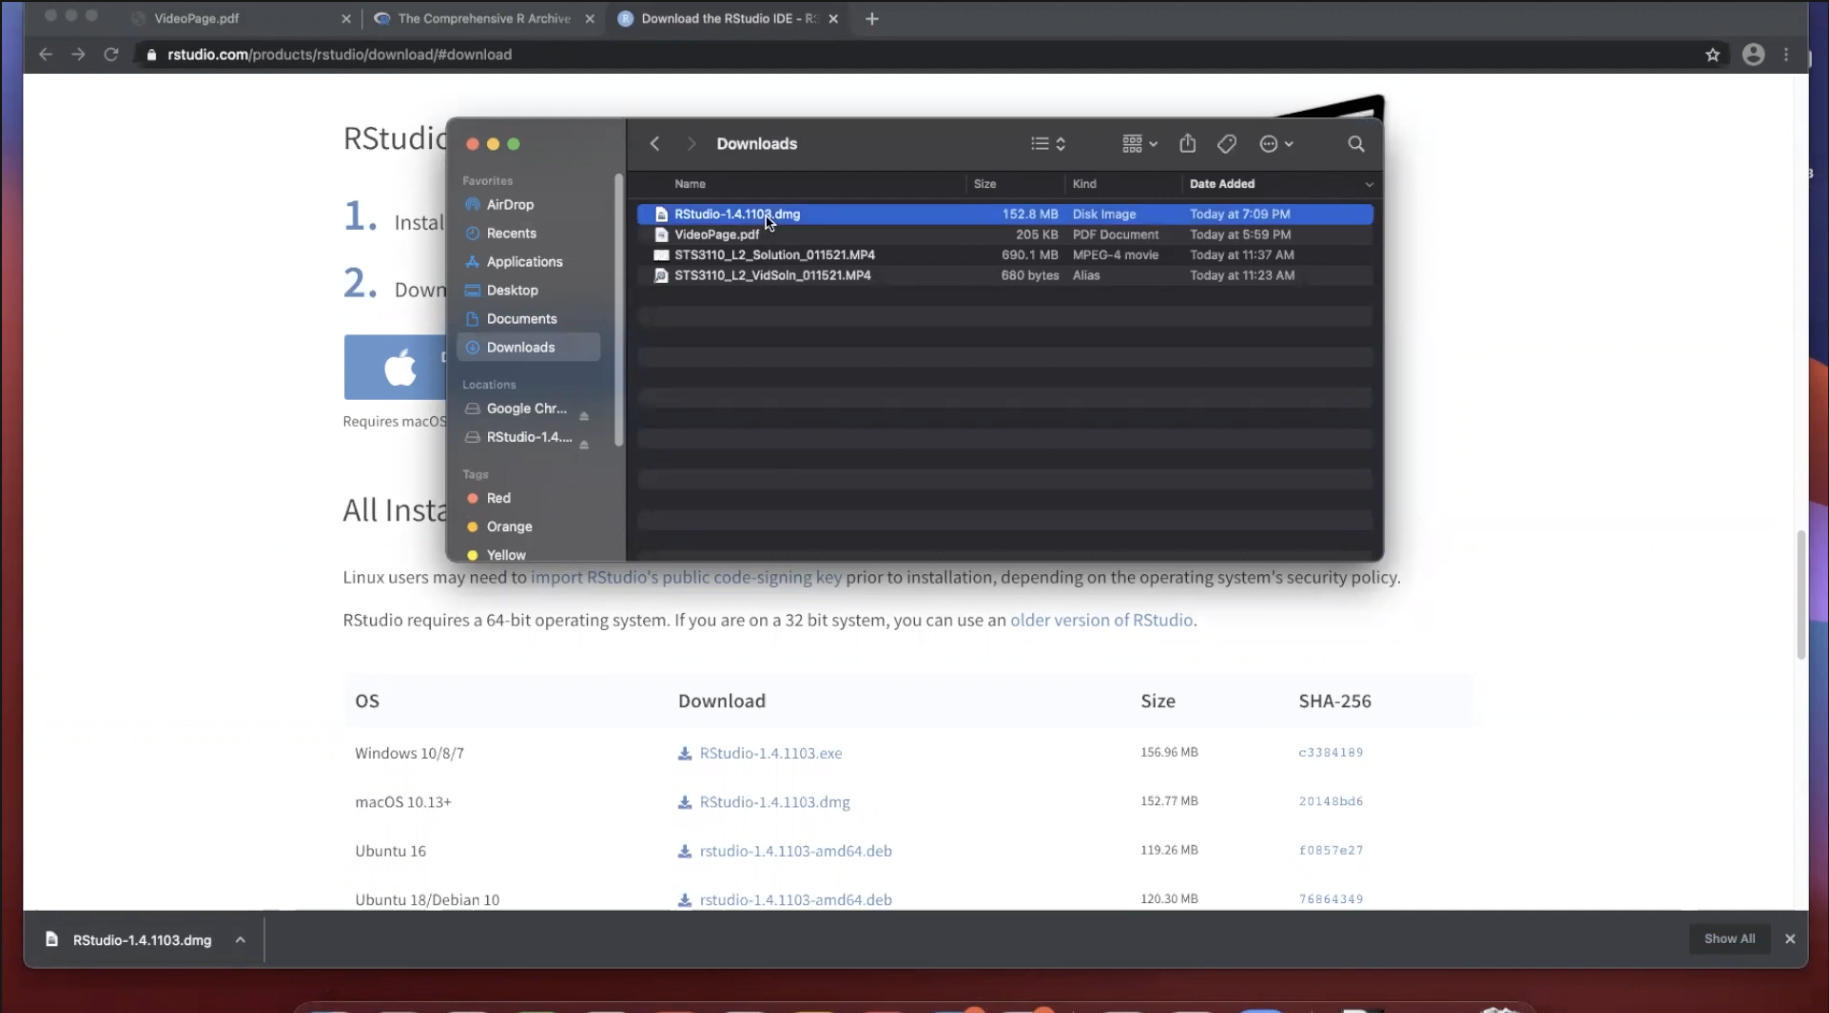 VideoPage.pdf
The Comprehensive R Archive
Download the RStudio IDE - RS
rstudio.com/products/rstudio/download/#download
RStudio
1. Instal
2. Down
Requires macOS
All Insta
Downloads
Favorites
AirDrop
Recents
Applications
Desktop
Documents
Downloads
Locations
Google Chr...
RStudio-1.4....
Tags
Red
Orange
Yellow
Name Size Kind Date Added
RStudio-1.4.1103.dmg 152.8 MB Disk Image Today at 7:09 PM
VideoPage.pdf 205 KB PDF Document Today at 5:59 PM
STS3110_L2_Solution_011521.MP4 690.1 MB MPEG-4 movie Today at 11:37 AM
STS3110_L2_VidSoln_011521.MP4 680 bytes Alias Today at 11:23 AM
Linux users may need to import RStudio's public code-signing key prior to installation, depending on the operating system's security policy.
RStudio requires a 64-bit operating system. If you are on a 32 bit system, you can use an older version of RStudio.
OS Download Size SHA-256
Windows 10/8/7 RStudio-1.4.1103.exe 156.96 MB c3384189
macOS 10.13+ RStudio-1.4.1103.dmg 152.77 MB 20148bd6
Ubuntu 16 rstudio-1.4.1103-amd64.deb 119.26 MB f0857e27
Ubuntu 18/Debian 10 rstudio-1.4.1103-amd64.deb 120.30 MB 76864349
RStudio-1.4.1103.dmg
Show All